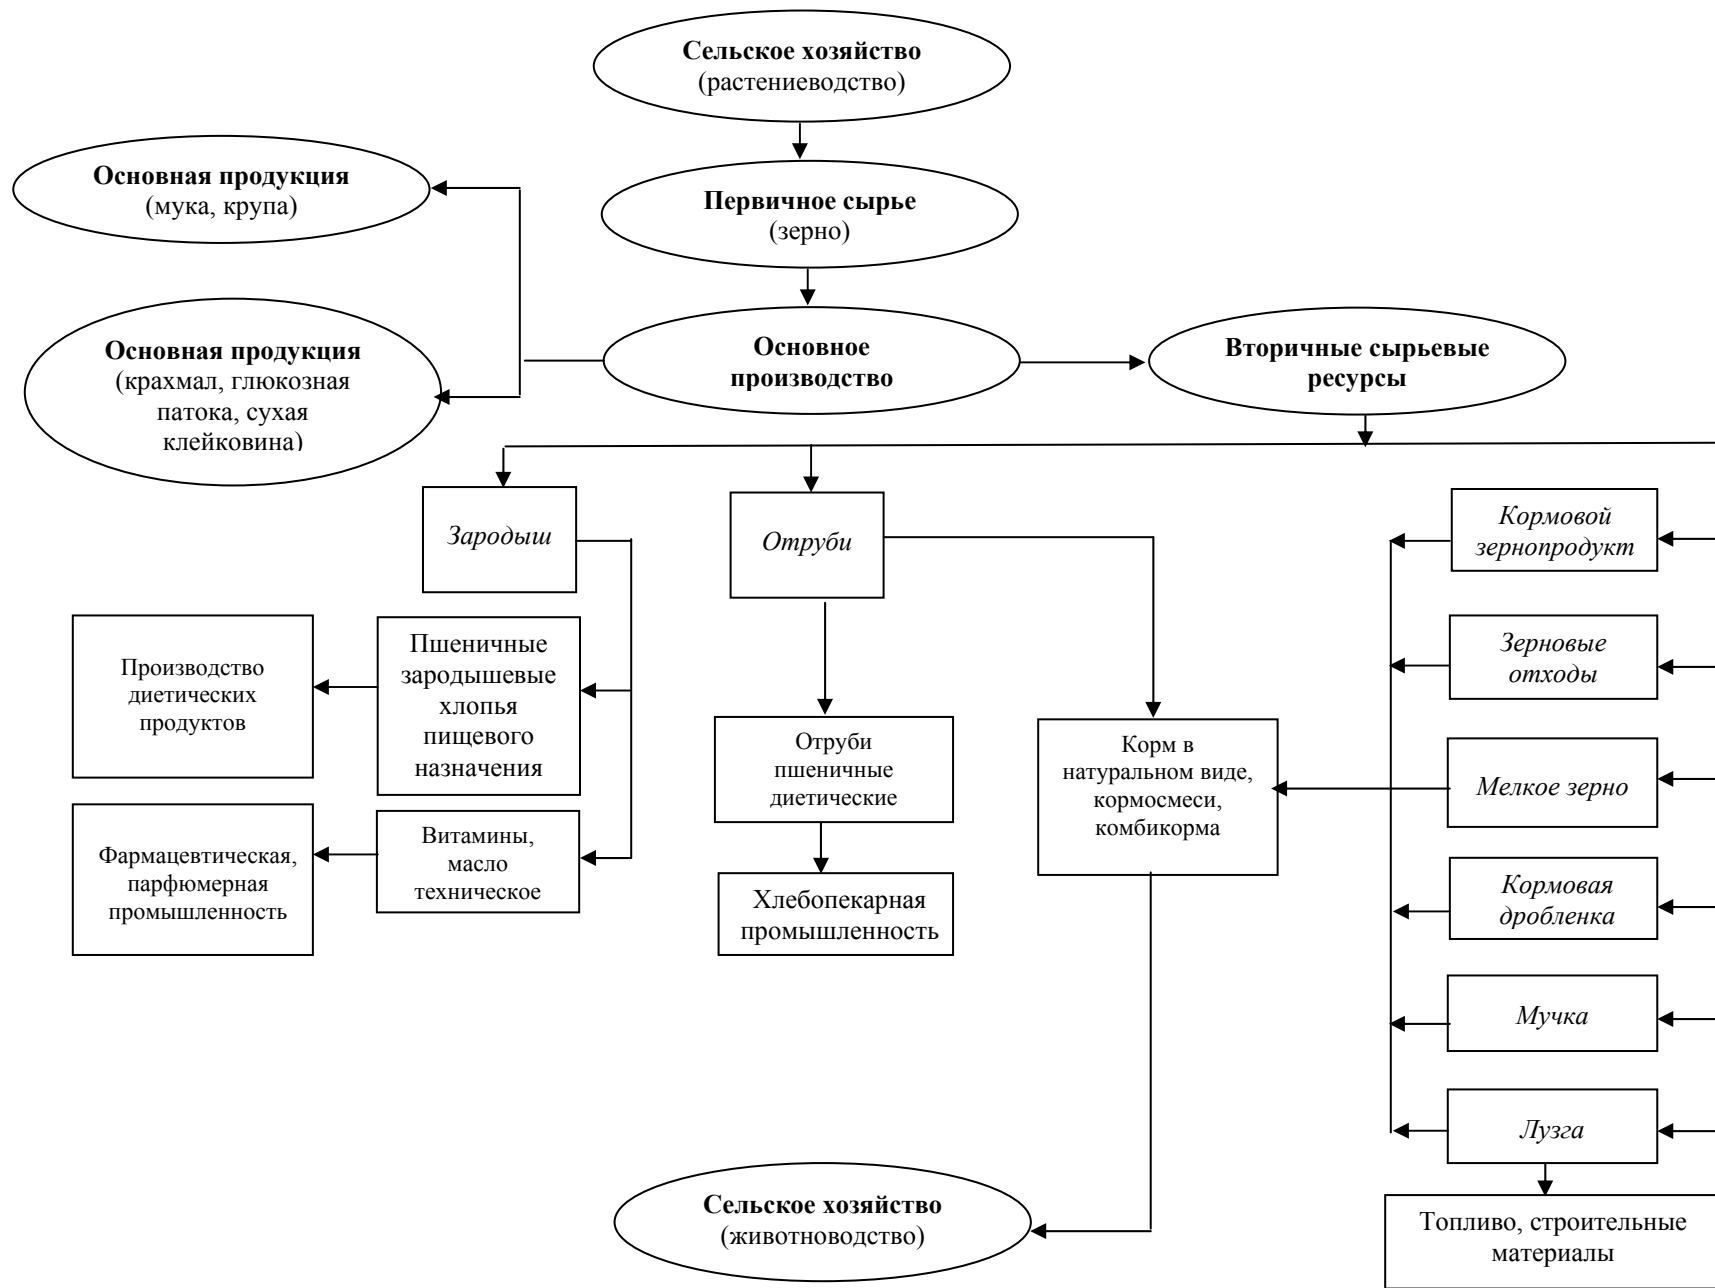 Сельское хозяйство
(растениеводство)
Основная продукция
(мука, крупа)
Первичное сырье
(зерно)
Основная продукция
(крахмал, глюкозная
патока, сухая
клейковина)
Основное
производство
Вторичные сырьевые
ресурсы
Зародыш
Отруби
Кормовой
зернопродукт
Производство
диетических
продуктов
Пшеничные
зародышевые
хлопья
пищевого
назначения
Зерновые
отходы
Отруби
пшеничные
диетические
Корм в
натуральном виде,
кормосмеси,
комбикорма
Мелкое зерно
Фармацевтическая,
парфюмерная
промышленность
Витамины,
масло
техническое
Хлебопекарная
промышленность
Кормовая
дробленка
Мучка
Лузга
Сельское хозяйство
(животноводство)
Топливо, строительные
материалы